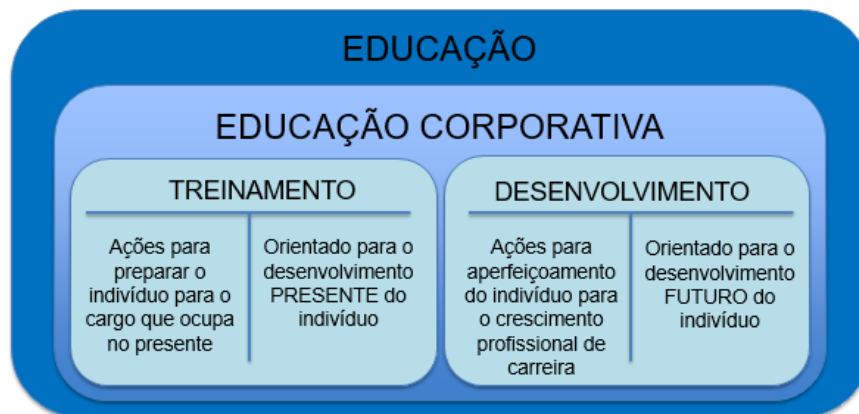 EDUCAÇÃO
EDUCAÇÃO CORPORATIVA
TREINAMENTO
Ações para
preparar o
indivíduo para o
cargo que ocupa
no presente
Orientado para o
desenvolvimento
PRESENTE do
indivíduo
DESENVOLVIMENTO
Ações para
aperfeiçoamento
do indivíduo para
o crescimento
profissional de
carreira
Orientado para o
desenvolvimento
FUTURO do
indivíduo